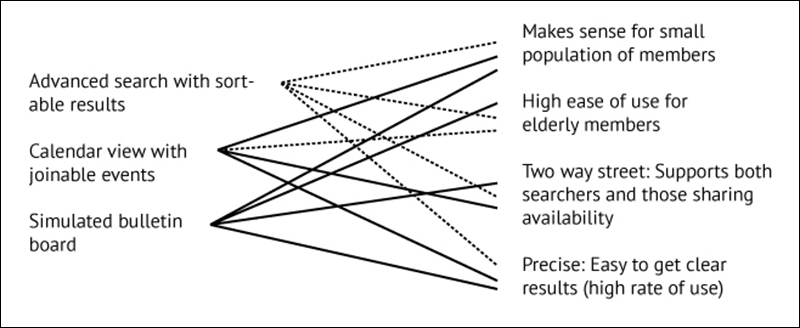 Advanced search with sort-
able results
Calendar view with
joinable events
Simulated bulletin
board
Makes sense for small
population of members
High ease of use for
elderly members
Two way street: Supports both
searchers and those sharing
availability
Precise: Easy to get clear
results (high rate of use)